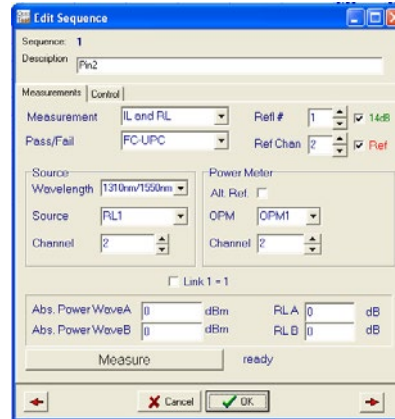 Edit Sequence
Sequence: 1
Description Pin2
Measurements Control
Measurement IL and RL Refl # 1 14dB
Pass/Fail FC-UPC Ref Chan 2 Ref
Source Power Meter
Wavelength 1310nm/1550nm Alt. Ref.
Source RL1 OPM OPM1
Channel 2 Channel 2
Link 1 - 1
Abs. Power WaveA 0 dBm RL A 0 dB
Abs. Power WaveB 0 dBm RL B 0 dB
Measure ready
Cancel OK